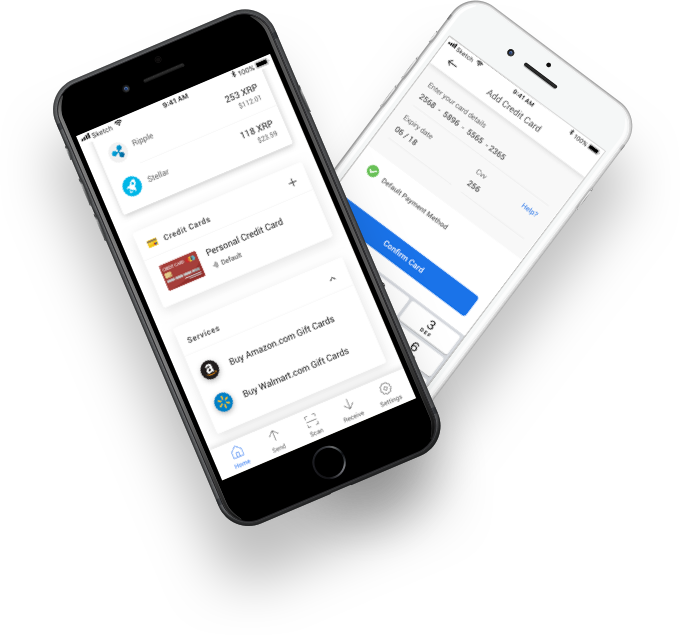 Sketch
9:41 AM
100%
Ripple
253 XRP
$112.01
Stellar
118 XRP
$23.59
Credit Cards
+
CREDIT CARD
Personal Credit Card
Default
Services
Buy Amazon.com Gift Cards
Buy Walmart.com Gift Cards
Home
Send
Scan
Receive
Settings
Sketch
9:41 AM
100%
Add Credit Card
Enter your card details
2568 - 5896 - 5565 - 2365
Expiry date
Cvv
06 / 18
256
Help?
Default Payment Method
Confirm Card
3
DEF
6